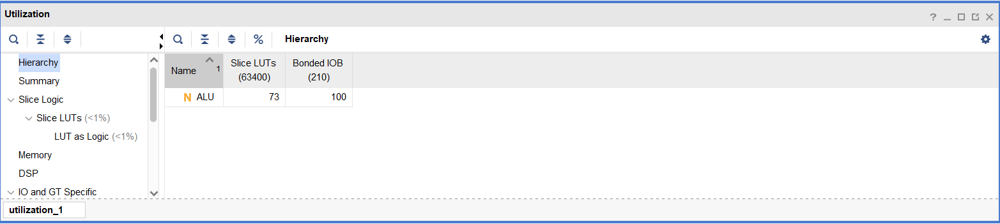 Utilization
?
%
Hierarchy
Hierarchy
Summary
Slice Logic
Slice LUTs (<1%)
LUT as Logic (<1%)
Memory
DSP
IO and GT Specific
Name 1 Slice LUTs (63400) Bonded IOB (210)
N ALU 73 100
utilization_1